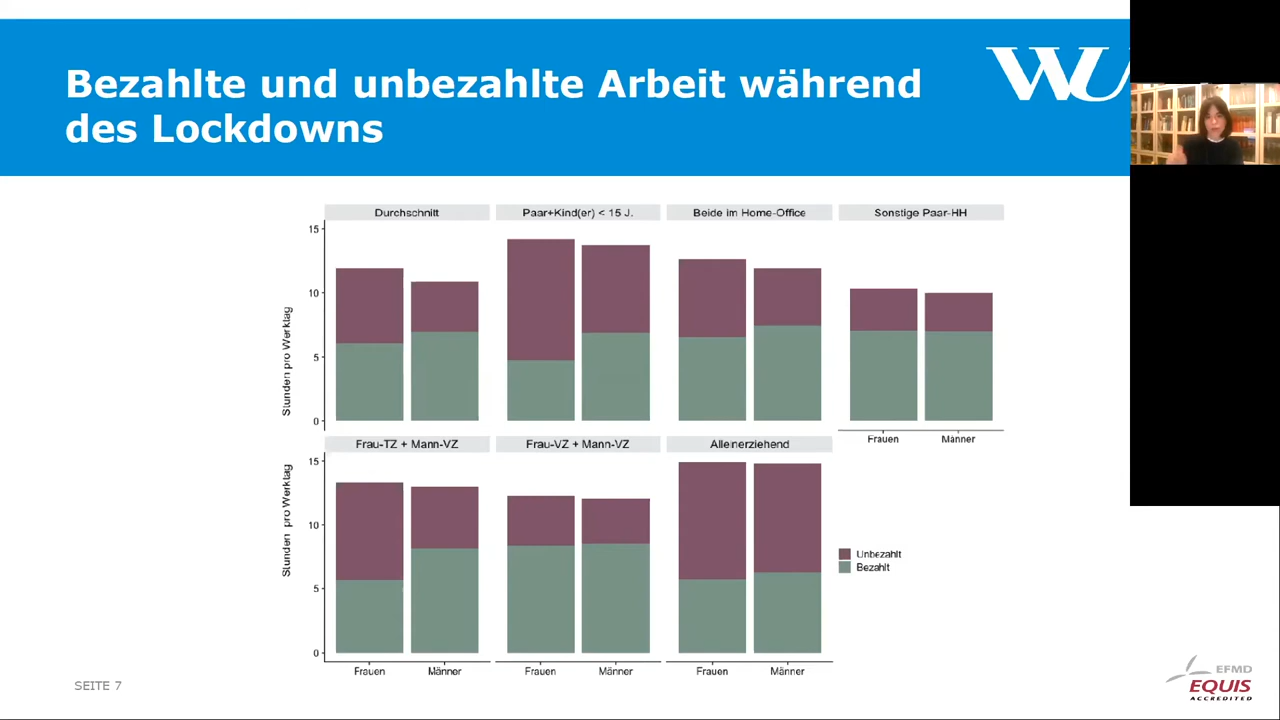 Bezahlte und unbezahlte Arbeit während
des Lockdowns
WU
Durchschnitt
Paar+Kind(er) < 15 J.
Beide im Home-Office
Sonstige Paar-HH
Stunden pro Werktag
15
10
5
0
Frauen Männer
Frau-TZ + Mann-VZ
Frau-VZ + Mann-VZ
Alleinerziehend
Stunden pro Werktag
15
10
5
0
Frauen Männer
Frauen Männer
Frauen Männer
Unbezahlt
Bezahlt
SEITE 7
EFMD
EQUIS
ACCREDITED